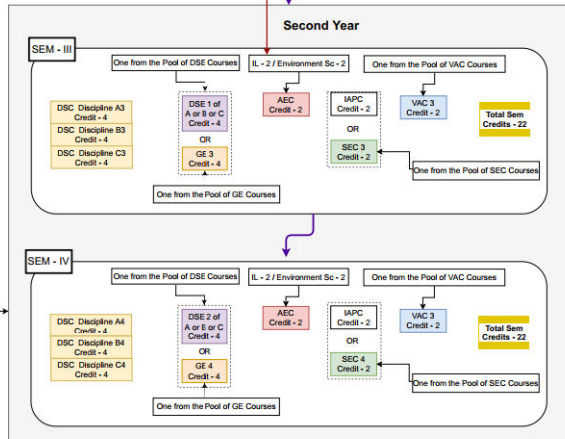 Second Year
SEM - III
One from the Pool of DSE Courses
IL - 2 / Environment Sc - 2
One from the Pool of VAC Courses
DSC Discipline A3
Credit - 4
DSC Discipline B3
Credit - 4
DSC Discipline C3
Credit - 4
DSE 1 of
A or B or C
Credit - 4
OR
GE 3
Credit - 4
AEC
Credit - 2
IAPC
Credit - 2
OR
SEC 3
Credit - 2
VAC 3
Credit - 2
Total Sem
Credits - 22
One from the Pool of SEC Courses
One from the Pool of GE Courses
SEM - IV
One from the Pool of DSE Courses
IL - 2 / Environment Sc - 2
One from the Pool of VAC Courses
DSC Discipline A4
Credit - 4
DSC Discipline B4
Credit - 4
DSC Discipline C4
Credit - 4
DSE 2 of
A or B or C
Credit - 4
OR
GE 4
Credit - 4
AEC
Credit - 2
IAPC
Credit - 2
OR
SEC 4
Credit - 2
VAC 3
Credit - 2
Total Sem
Credits - 22
One from the Pool of SEC Courses
One from the Pool of GE Courses